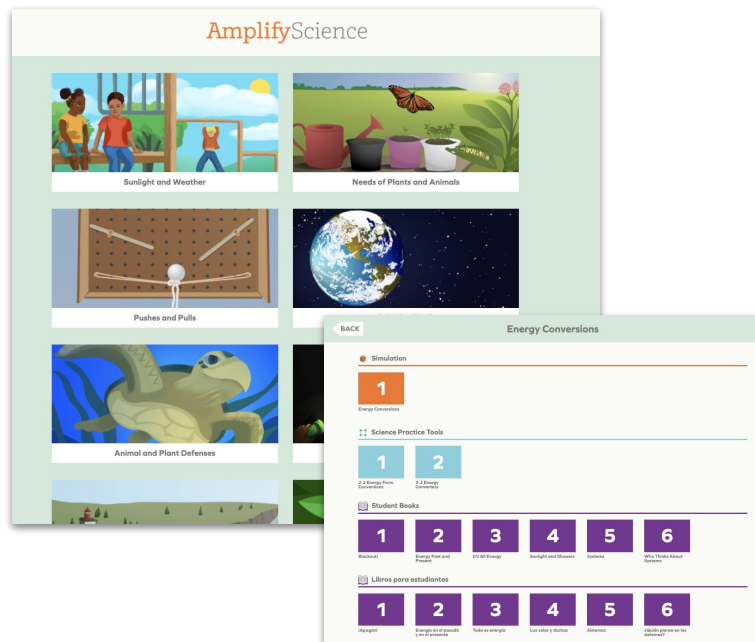 AmplifyScience
Sunlight and Weather
Needs of Plants and Animals
Pushes and Pulls
Animal and Plant Defenses
BACK
Energy Conversions
Simulation
1
Energy Conversions
Science Practice Tools
1
2
2.2 Energy Form
Conversions
3.2 Energy
Converters
Student Books
1
2
3
4
5
6
Blackout!
Energy Past and
Present
It's All Energy
Sunlight and Showers
Systems
Who Thinks About
Systems
Libros para estudiantes
1
2
3
4
5
6
¡Apagón!
Energía en el pasado
y en el presente
Todo es energía
Luz solar y duchas
Sistemas
¿Quién piensa en los
sistemas?